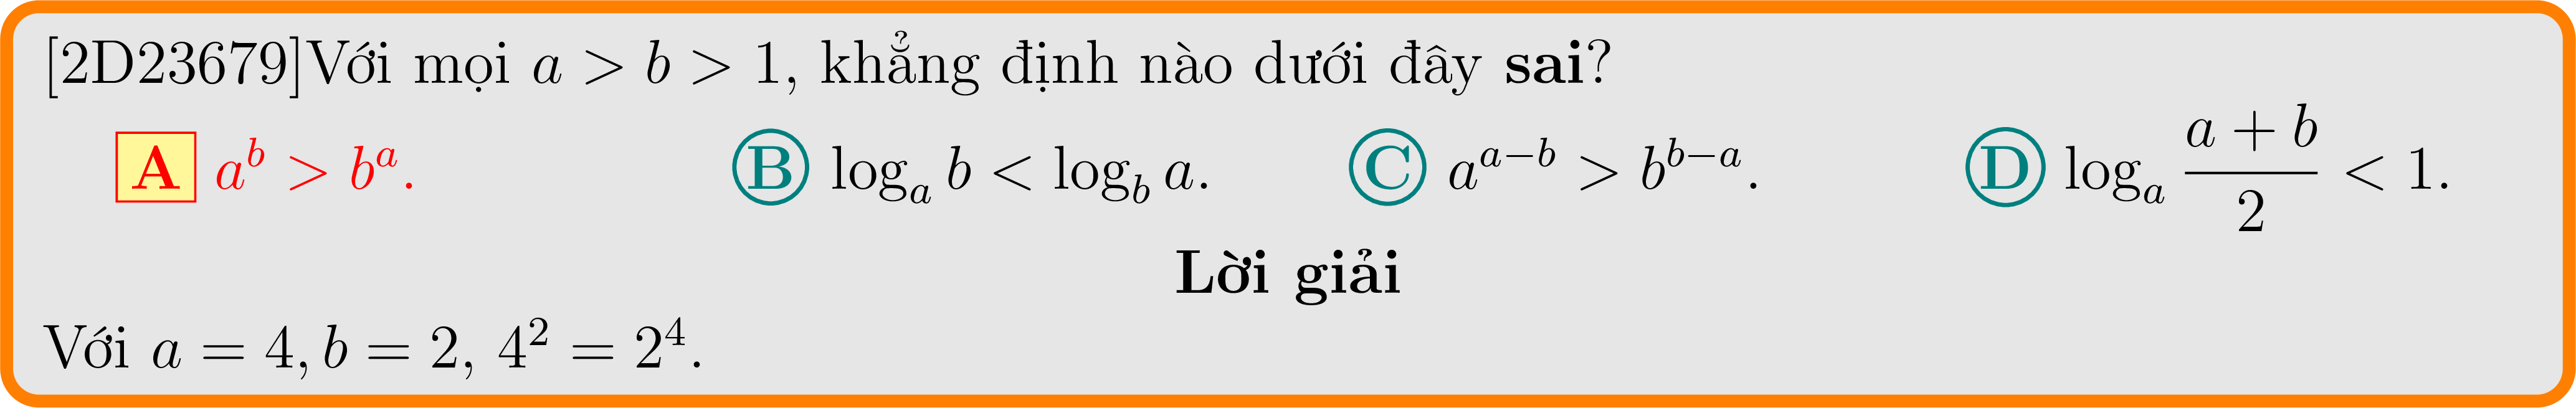 [2D23679]Với mọi a > b > 1, khẳng định nào dưới đây sai?
A a^b > b^a. B log_a b < log_b a. C a^{a−b} > b^{b−a}. D log_a \frac{a + b}{2} < 1.
Lời giải
Với a = 4, b = 2, 4^2 = 2^4.